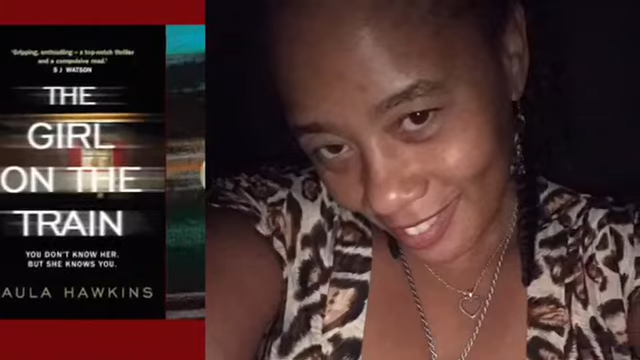 'Gripping, enthralling – a top-notch thriller
and a compulsive read.'
S J WATSON
THE
GIRL
ON THE
TRAIN
YOU DON'T KNOW HER.
BUT SHE KNOWS YOU.
AULA HAWKINS